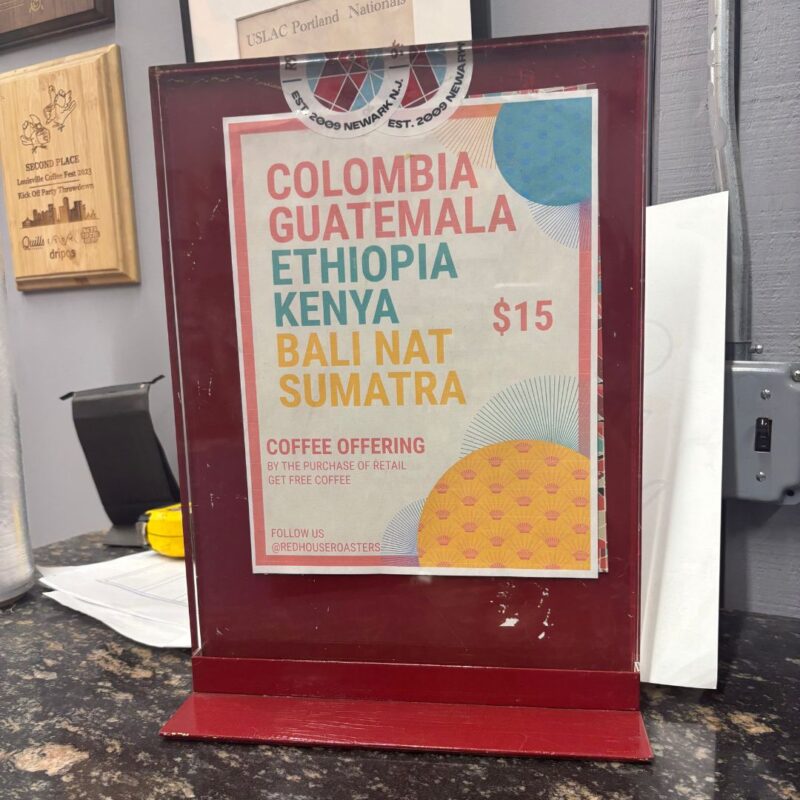 USLAC Portland Nationals
EST. 2009 NEWARK N.J.
EST. 2009 NEWARK
SECOND PLACE
Louisville Coffee Fest 2023
Kick Off Party Throwdown
Quills
dripos
COLOMBIA
GUATEMALA
ETHIOPIA
KENYA
$15
BALI NAT
SUMATRA
COFFEE OFFERING
BY THE PURCHASE OF RETAIL
GET FREE COFFEE
FOLLOW US
@REDHOUSEROASTERS